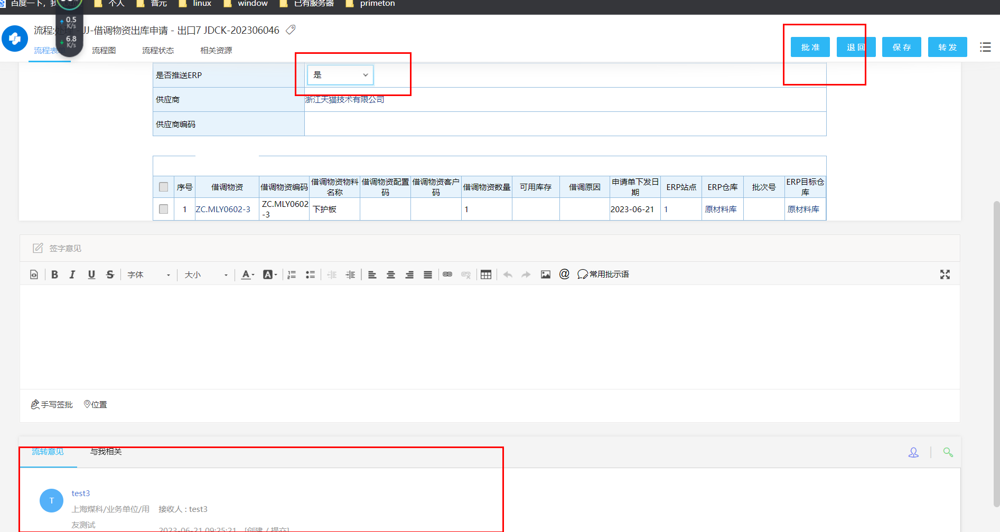 百度一下，我
个人
普元
linux
window
已有服务器
primeton
0.5
K/s
6.8
K/s
流程:处理 - JJ-借调物资出库申请 - 出口7 JDCK-202306046
流程表单
流程图
流程状态
相关资源
批 准
退 回
保 存
转 发
是否推送ERP
是
供应商
浙江天猫技术有限公司
供应商编码
序号
借调物资
借调物资编码
借调物资物料名称
借调物资配置码
借调物资客户码
借调物资数量
可用库存
借调原因
申请单下发日期
ERP站点
ERP仓库
批次号
ERP目标仓库
1
ZC.MLY0602-3
ZC.MLY0602-3
下护板
1
2023-06-21
1
原材料库
原材料库
签字意见
字体
大小
常用批示语
手写签批
位置
流转意见
与我相关
T
test3
上海煤科/业务单位/用友测试
接收人 : test3
2023-06-21 09:25:21
[创建 / 提交]